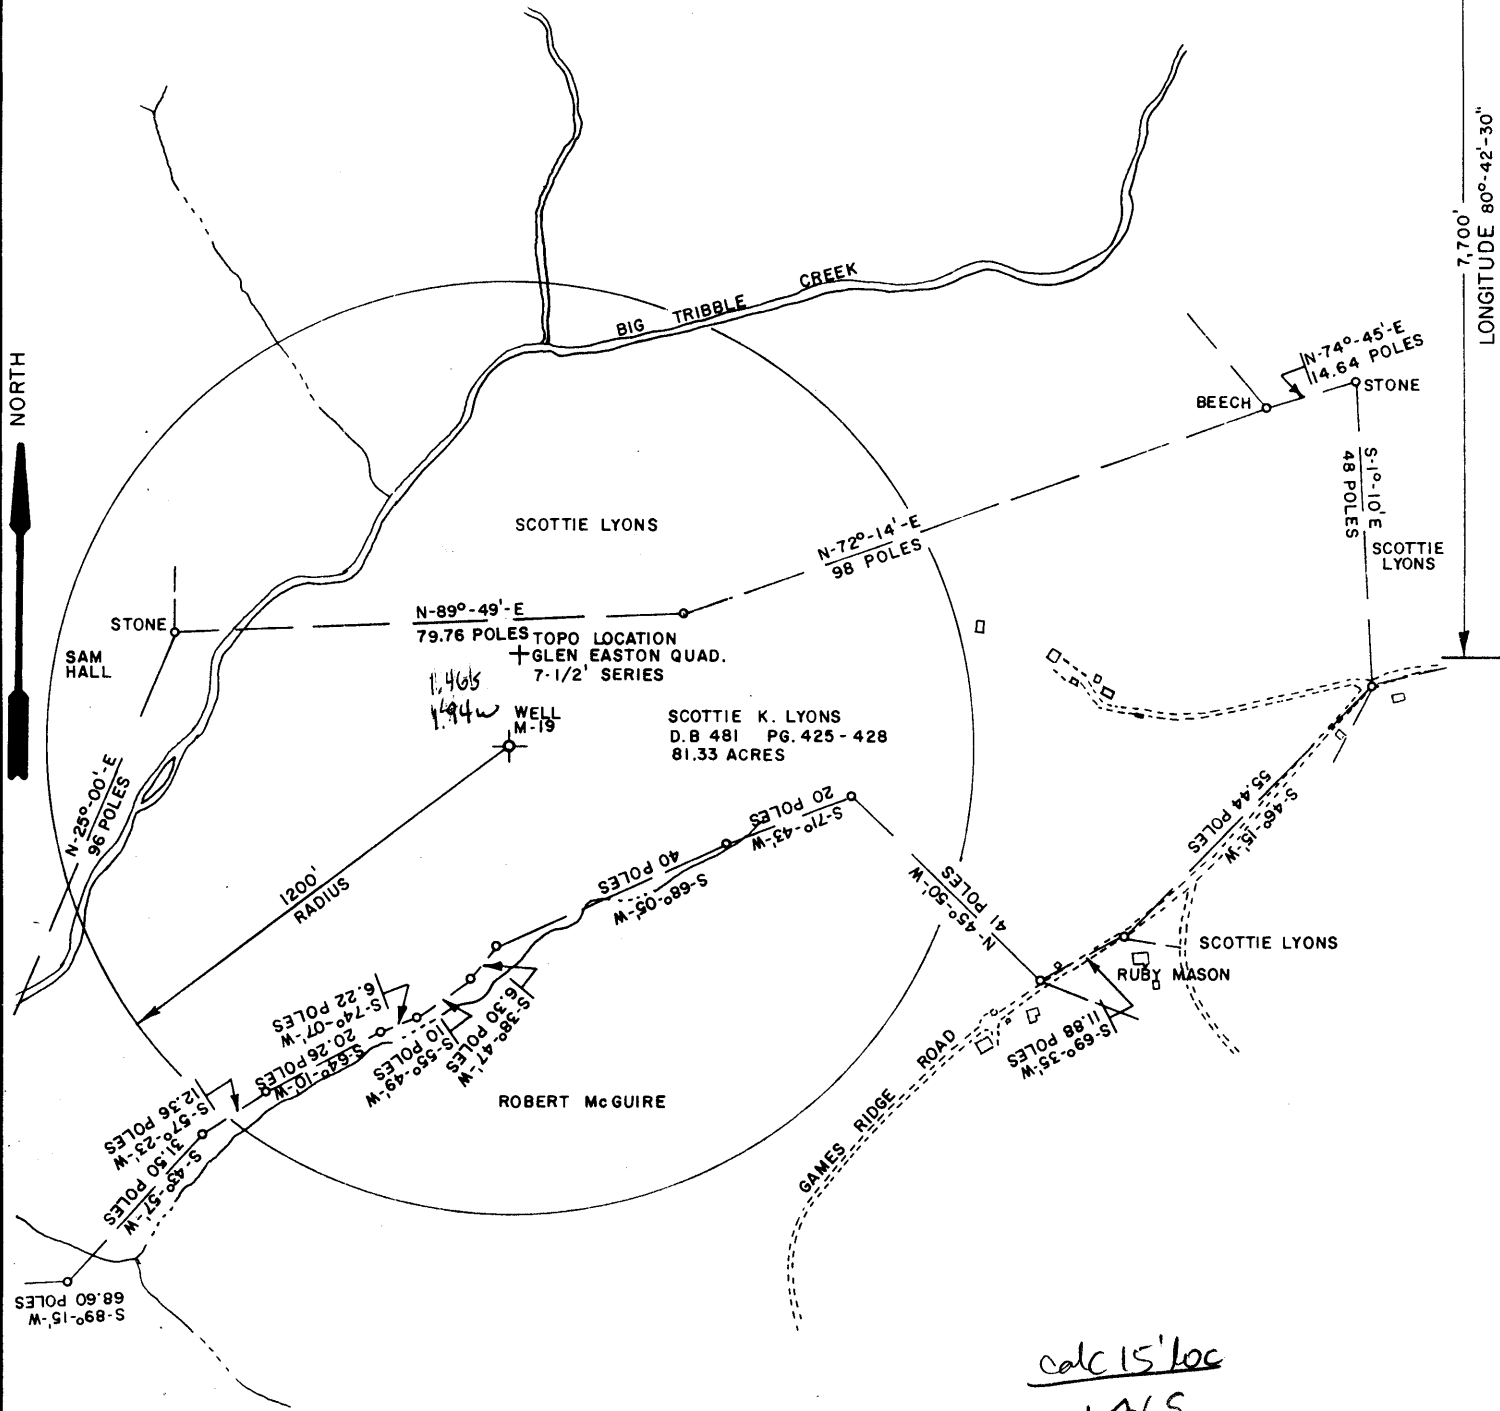 7,700'
LONGITUDE 80°-42'-30"
NORTH
BIG TRIBBLE CREEK
N-74°-45'-E
14.64 POLES
BEECH
STONE
S-1°-10'E
48 POLES
SCOTTIE
LYONS
SCOTTIE LYONS
N-72°-14'-E
98 POLES
STONE
N-89°-49'-E
79.76 POLES
TOPO LOCATION
GLEN EASTON QUAD.
7-1/2' SERIES
SAM
HALL
1.46S
1.94W
WELL
M-19
SCOTTIE K. LYONS
D.B 481 PG. 425-428
81.33 ACRES
N-25°-00'-E
96 POLES
1200'
RADIUS
20 POLES
S-71°-43'-W
40 POLES
S-68°-05'-W
N-45°-50'-W
41 POLES
55.44 POLES
S-46°-15'-W
SCOTTIE LYONS
RUBY MASON
S-69°-35'-W
11.88 POLES
GAMES RIDGE ROAD
S-74°-07'-W
6.22 POLES
S-64°-10'-W
20.26 POLES
S-55°-49'-W
10 POLES
S-38°-47'-W
6.30 POLES
ROBERT McGUIRE
S-57°-23'-W
12.36 POLES
S-43°-57'-W
31.50 POLES
S-89°-15'-W
68.60 POLES
calc 15' loc